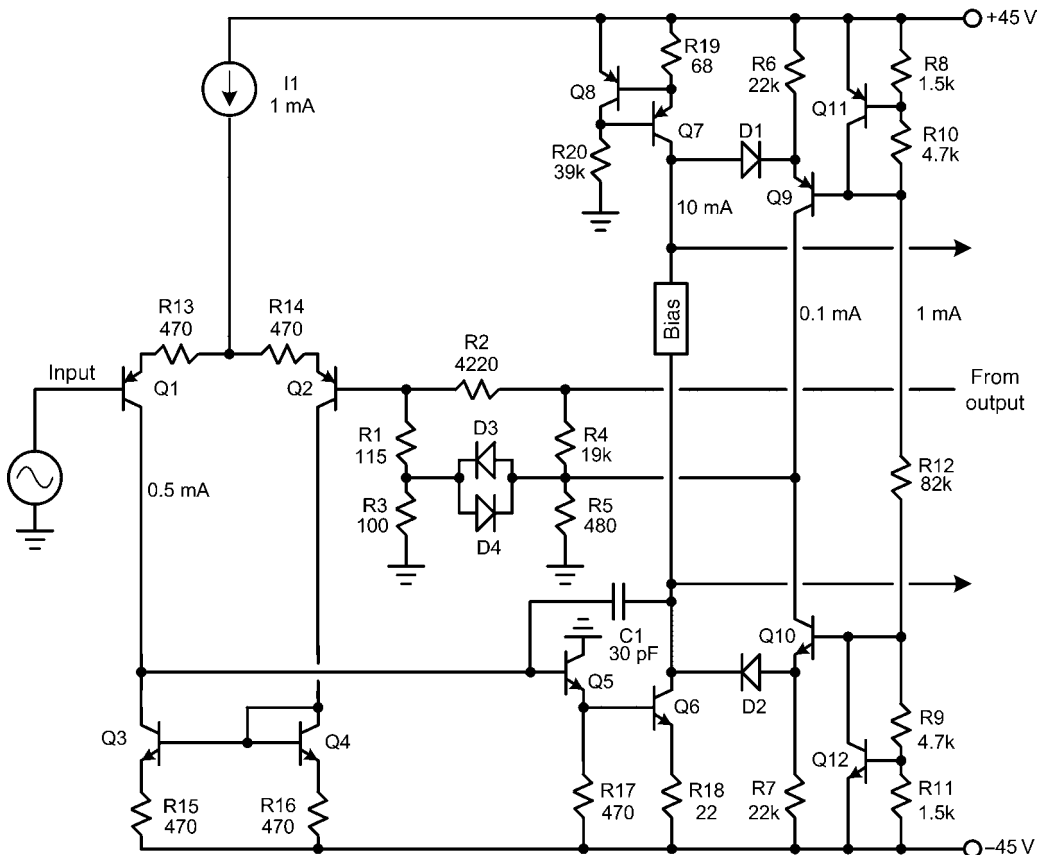 +45 V
R19
68
R6
22k
R8
1.5k
I1
1 mA
Q8
Q11
Q7
D1
R10
4.7k
R20
39k
Q9
10 mA
R13
470
R14
470
Bias
0.1 mA
1 mA
R2
4220
Input
Q1
Q2
From
output
R1
115
D3
R4
19k
R12
82k
0.5 mA
R3
100
R5
480
D4
C1
30 pF
Q10
Q5
Q6
D2
R9
4.7k
Q3
Q4
Q12
R15
470
R16
470
R17
470
R18
22
R7
22k
R11
1.5k
–45 V